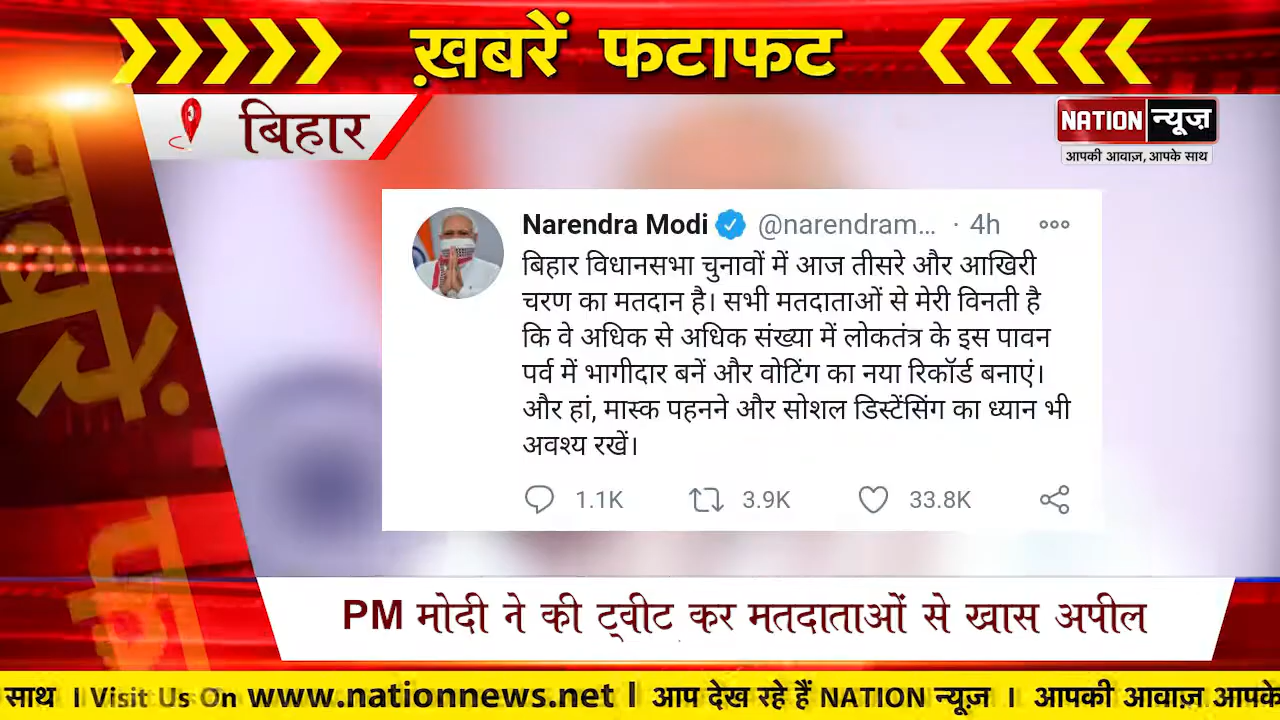 ख़बरें फटाफट
बिहार
NATION न्यूज़
आपकी आवाज़, आपके साथ
Narendra Modi @narendram... · 4h
बिहार विधानसभा चुनावों में आज तीसरे और आखिरी
चरण का मतदान है। सभी मतदाताओं से मेरी विनती है
कि वे अधिक से अधिक संख्या में लोकतंत्र के इस पावन
पर्व में भागीदार बनें और वोटिंग का नया रिकॉर्ड बनाएं।
और हां, मास्क पहनने और सोशल डिस्टेंसिंग का ध्यान भी
अवश्य रखें।
1.1K 3.9K 33.8K
PM मोदी ने की ट्वीट कर मतदाताओं से खास अपील
साथ । Visit Us On www.nationnews.net । आप देख रहे हैं NATION न्यूज़ । आपकी आवाज़ आपके